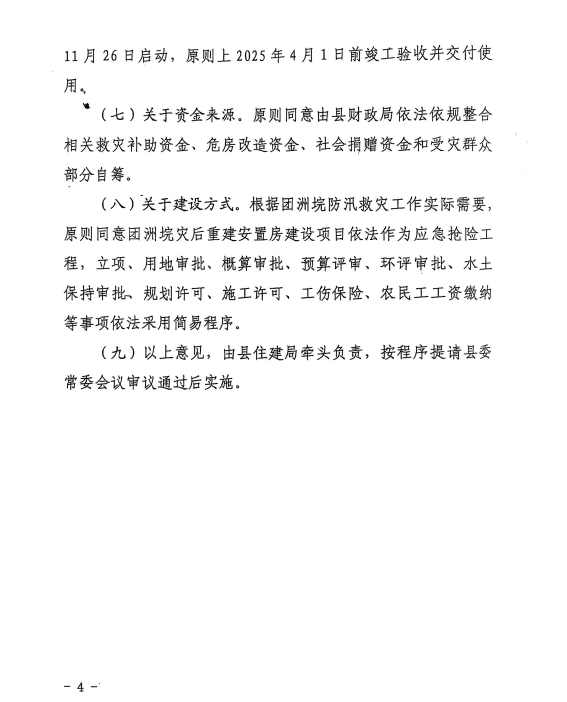 11 月 26 日启动，原则上 2025 年 4 月 1 日前竣工验收并交付使
用。
（七）关于资金来源。原则同意由县财政局依法依规整合
相关救灾补助资金、危房改造资金、社会捐赠资金和受灾群众
部分自筹。
（八）关于建设方式。根据团洲垸防汛救灾工作实际需要，
原则同意团洲垸灾后重建安置房建设项目依法作为应急抢险工
程，立项、用地审批、概算审批、预算评审、环评审批、水土
保持审批、规划许可、施工许可、工伤保险、农民工工资缴纳
等事项依法采用简易程序。
（九）以上意见，由县住建局牵头负责，按程序提请县委
常委会议审议通过后实施。
- 4 -